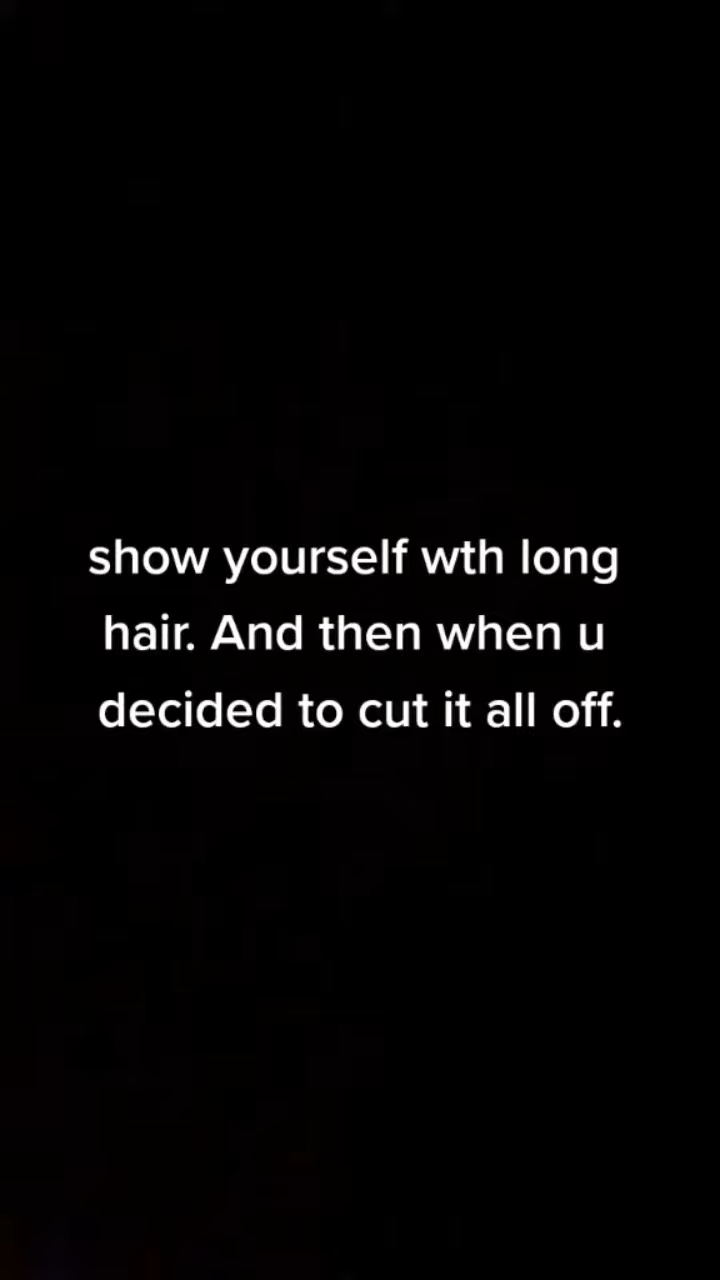 show yourself wth long
hair. And then when u
decided to cut it all off.